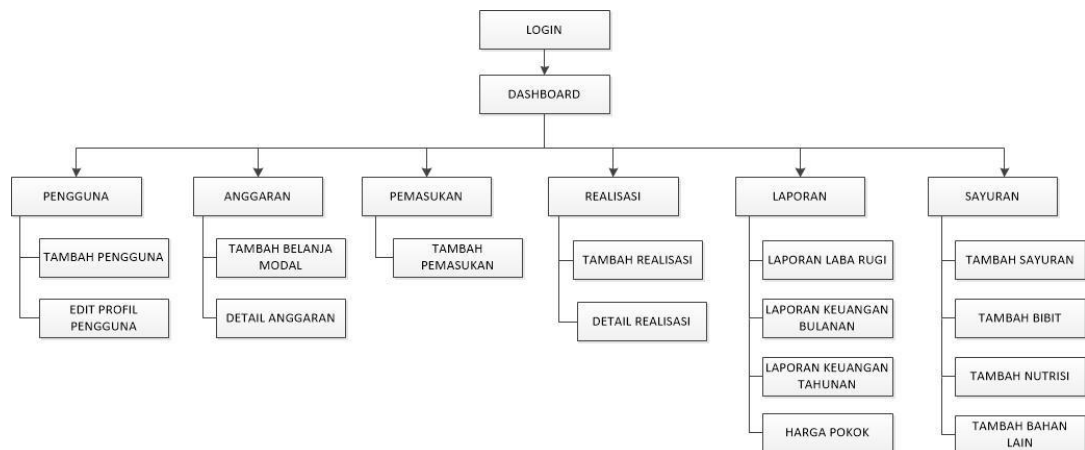 LOGIN
DASHBOARD
PENGGUNA
ANGGARAN
PEMASUKAN
REALISASI
LAPORAN
SAYURAN
TAMBAH PENGGUNA
EDIT PROFIL
PENGGUNA
TAMBAH BELANJA
MODAL
DETAIL ANGGARAN
TAMBAH
PEMASUKAN
TAMBAH REALISASI
DETAIL REALISASI
LAPORAN LABA RUGI
LAPORAN KEUANGAN
BULANAN
LAPORAN KEUANGAN
TAHUNAN
HARGA POKOK
TAMBAH SAYURAN
TAMBAH BIBIT
TAMBAH NUTRISI
TAMBAH BAHAN
LAIN